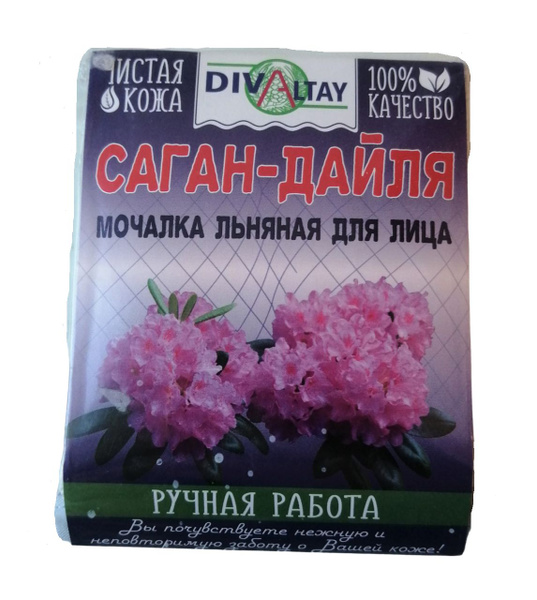 ЧИСТАЯ
КОЖА
DIVALTAY
100%
КАЧЕСТВО
САГАН-ДАЙЛЯ
МОЧАЛКА ЛЬНЯНАЯ ДЛЯ ЛИЦА
РУЧНАЯ РАБОТА
Вы почувствуете нежную и
неповторимую заботу о Вашей коже!